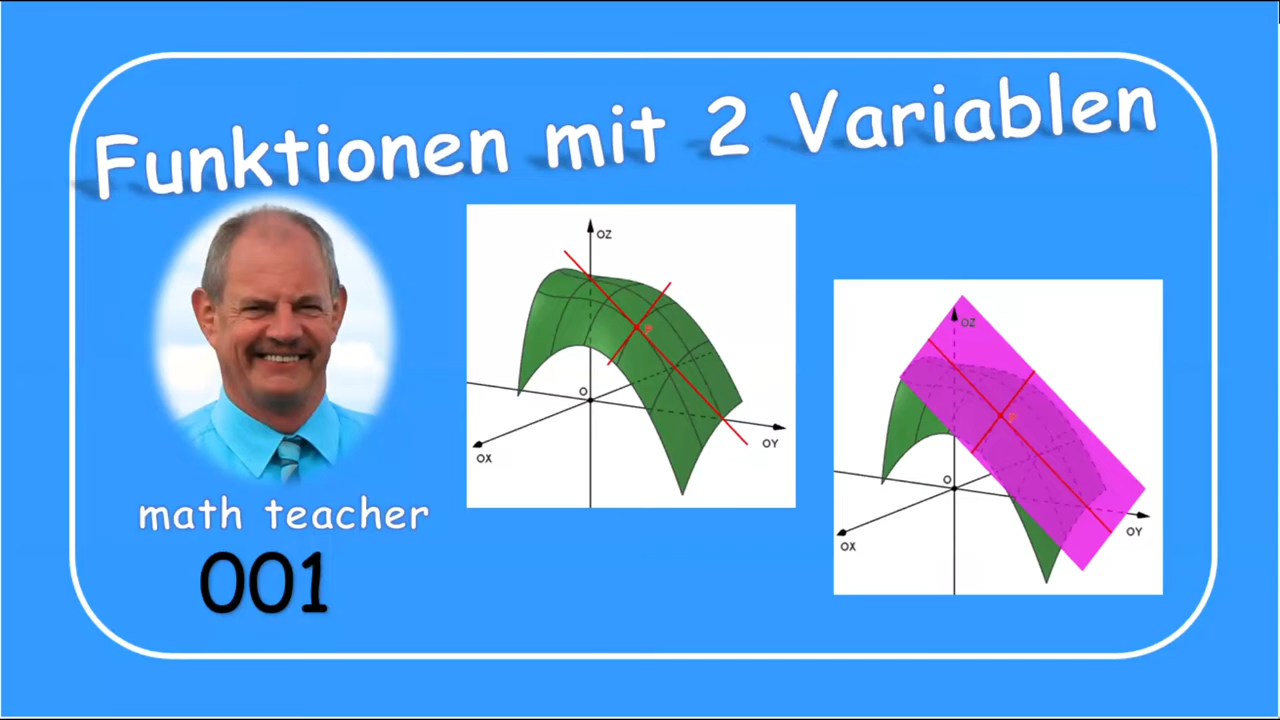 Funktionen mit 2 Variablen
math teacher
001
OZ
P
O
OX
OY
OZ
P
O
OX
OY